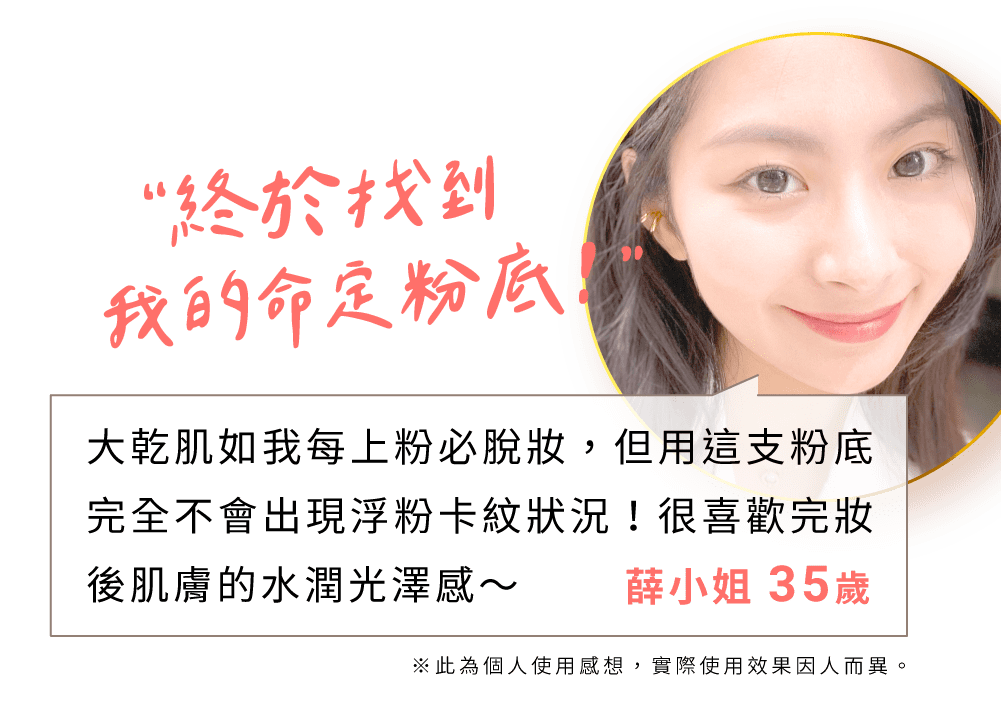 “終於找到
我的命定粉底！”
大乾肌如我每上粉必脫妝，但用這支粉底
完全不會出現浮粉卡紋狀況！很喜歡完妝
後肌膚的水潤光澤感～ 薛小姐 35歲
※此為個人使用感想，實際使用效果因人而異。